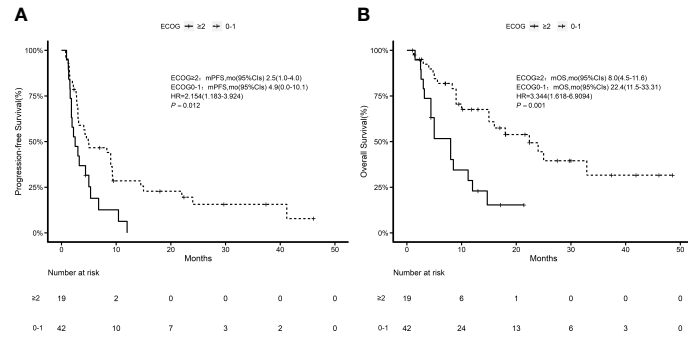 A
ECOG ≥2 0-1
Progression-free Survival(%)
100%
75%
50%
25%
0%
ECOG≥2: mPFS,mo(95%CIs) 2.5(1.0-4.0)
ECOG0-1: mPFS,mo(95%CIs) 4.9(0.0-10.1)
HR=2.154(1.183-3.924)
P = 0.012
0 10 20 30 40 50
Months
Number at risk
≥2 19 2 0 0 0 0
0-1 42 10 7 3 2 0
B
ECOG ≥2 0-1
Overall Survival(%)
100%
75%
50%
25%
0%
ECOG≥2: mOS,mo(95%CIs) 8.0(4.5-11.6)
ECOG0-1: mOS,mo(95%CIs) 22.4(11.5-33.31)
HR=3.344(1.618-6.9094)
P = 0.001
0 10 20 30 40 50
Months
Number at risk
≥2 19 6 1 0 0 0
0-1 42 24 13 6 3 0